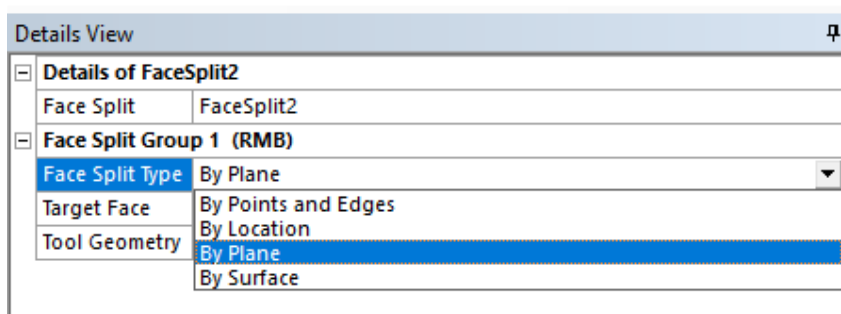 Details View
Details of FaceSplit2
Face Split FaceSplit2
Face Split Group 1 (RMB)
Face Split Type By Plane
Target Face By Points and Edges
By Location
Tool Geometry By Plane
By Surface